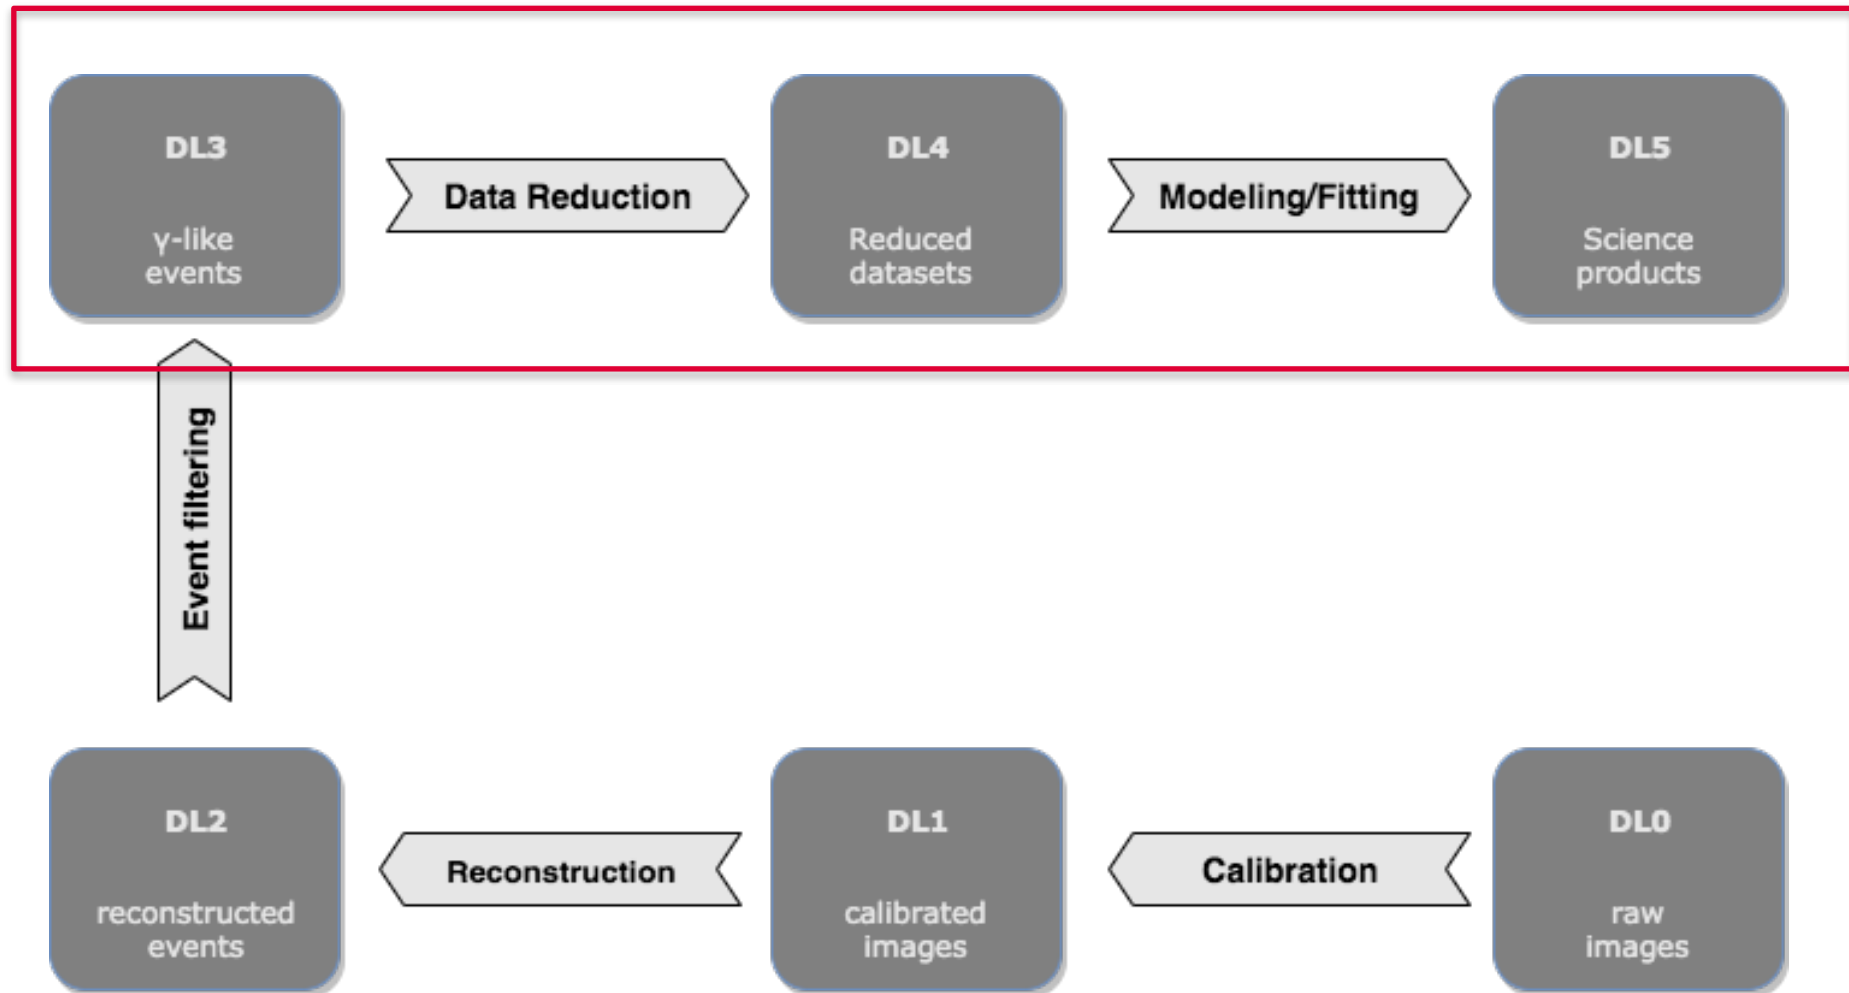 DL3
γ-like
events
Data Reduction
DL4
Reduced
datasets
Modeling/Fitting
DL5
Science
products
Event filtering
DL2
reconstructed
events
Reconstruction
DL1
calibrated
images
Calibration
DL0
raw
images